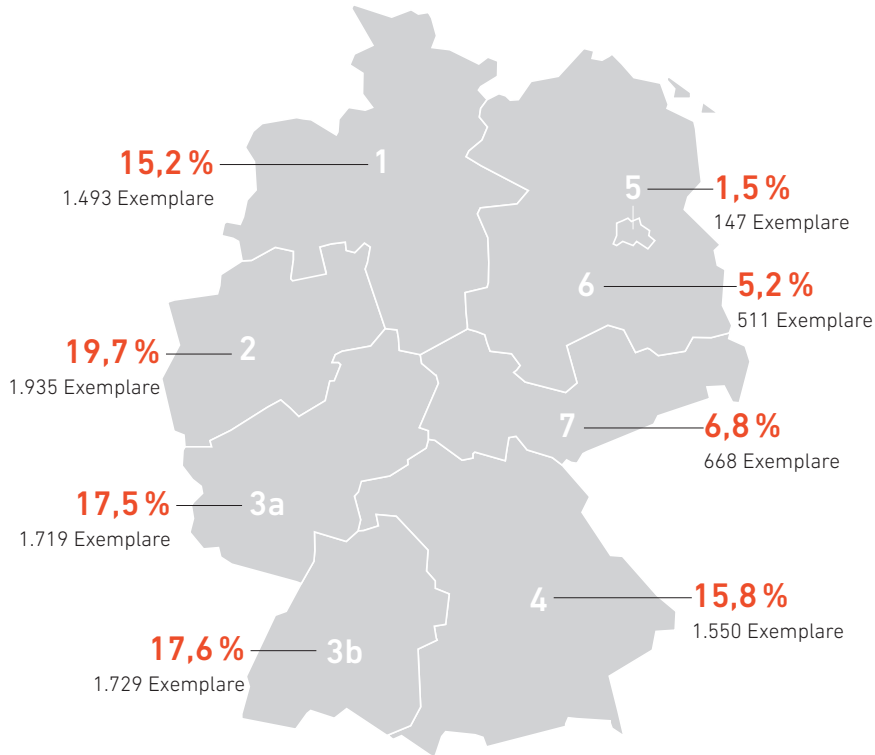 1
15,2 %
1.493 Exemplare
5
1,5 %
147 Exemplare
6
5,2 %
511 Exemplare
2
19,7 %
1.935 Exemplare
7
6,8 %
668 Exemplare
3a
17,5 %
1.719 Exemplare
4
15,8 %
1.550 Exemplare
3b
17,6 %
1.729 Exemplare